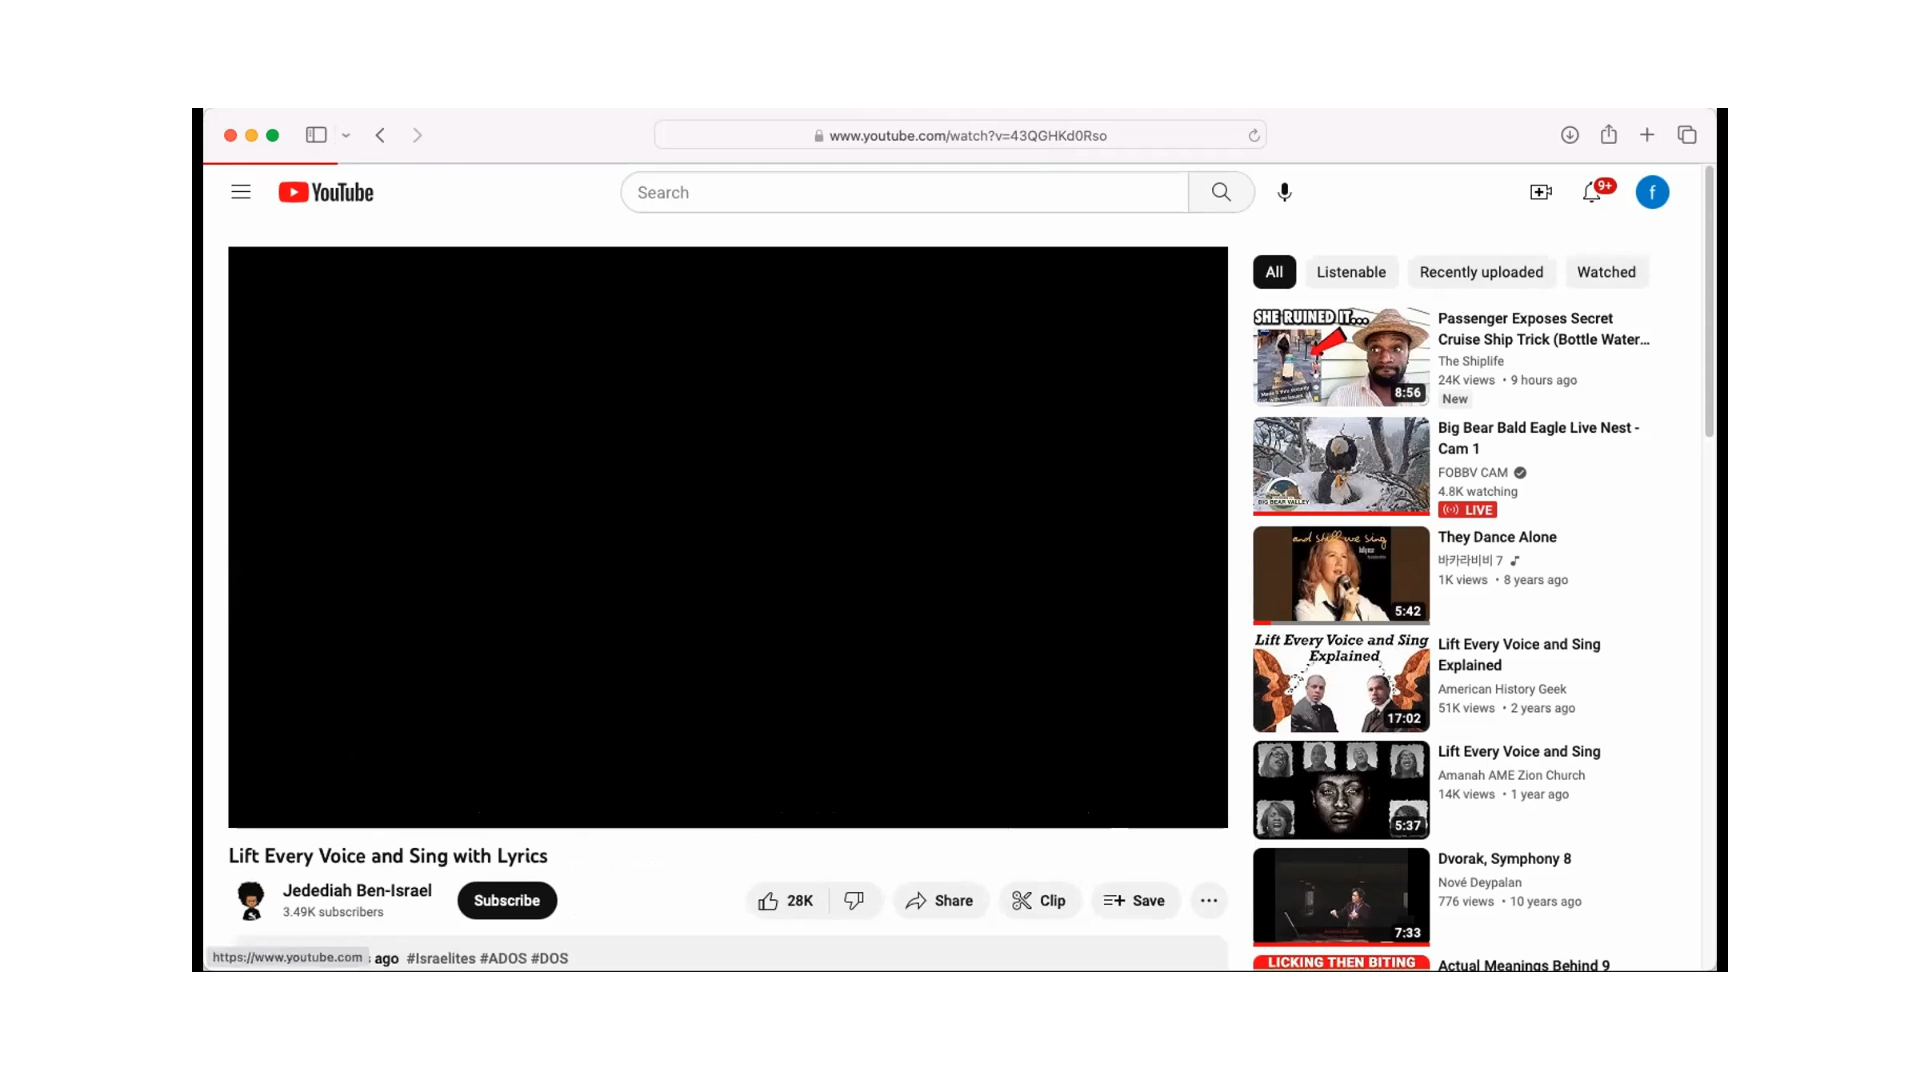 www.youtube.com/watch?v=43QGHKd0Rso
YouTube
Search
9+
f
All
Listenable
Recently uploaded
Watched
SHE RUINED IT...
8:56
Passenger Exposes Secret
Cruise Ship Trick (Bottle Water...
The Shiplife
24K views • 9 hours ago
New
BIG BEAR VALLEY
Big Bear Bald Eagle Live Nest -
Cam 1
FOBBV CAM
4.8K watching
LIVE
and still we sing
5:42
They Dance Alone
바카라비비 7
1K views • 8 years ago
Lift Every Voice and Sing
Explained
17:02
Lift Every Voice and Sing
Explained
American History Geek
51K views • 2 years ago
5:37
Lift Every Voice and Sing
Amanah AME Zion Church
14K views • 1 year ago
7:33
Dvorak, Symphony 8
Nové Deypalan
776 views • 10 years ago
LICKING THEN BITING
Actual Meanings Behind 9
Lift Every Voice and Sing with Lyrics
Jedediah Ben-Israel
3.49K subscribers
Subscribe
28K
Share
Clip
Save
https://www.youtube.com
ago #Israelites #ADOS #DOS